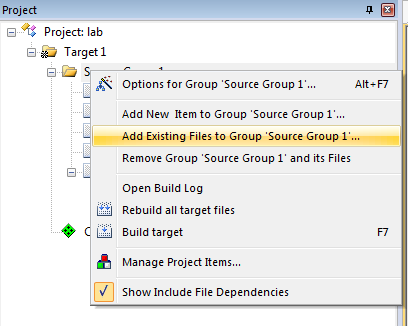 Project
Project: lab
Target 1
Options for Group 'Source Group 1'... Alt+F7
Add New Item to Group 'Source Group 1'...
Add Existing Files to Group 'Source Group 1'...
Remove Group 'Source Group 1' and its Files
Open Build Log
Rebuild all target files
Build target F7
Manage Project Items...
Show Include File Dependencies